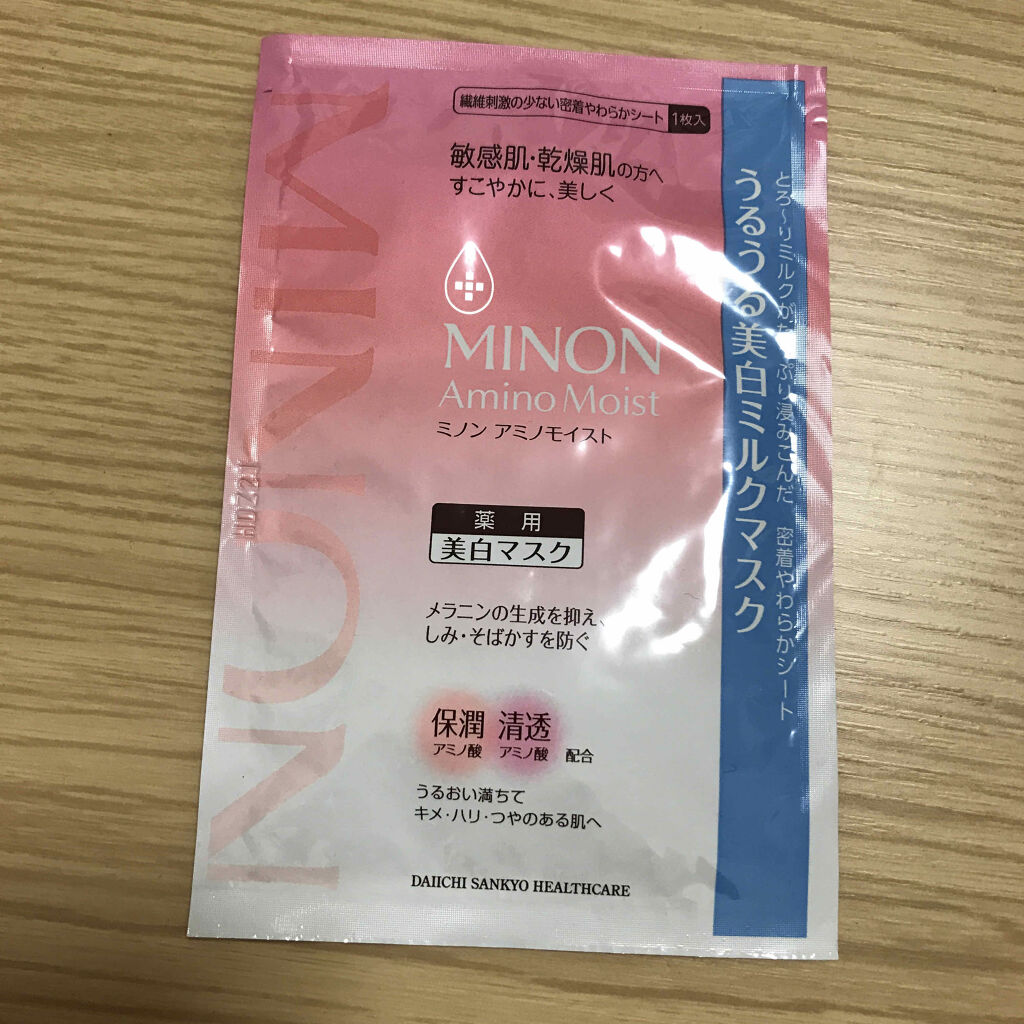 繊維刺激の少ない密着やわらかシート 1枚入
敏感肌・乾燥肌の方へ
すこやかに、美しく
MINON
Amino Moist
ミノン アミノモイスト
薬用
美白マスク
メラニンの生成を抑え、
しみ・そばかすを防ぐ
保潤 清透
アミノ酸 アミノ酸 配合
うるおい満ちて
キメ・ハリ・つやのある肌へ
DAIICHI SANKYO HEALTHCARE
とろ〜りミルクがたっぷり浸みこんだ 密着やわらかシート
うるうる美白ミルクマスク
MINON
HDZ21